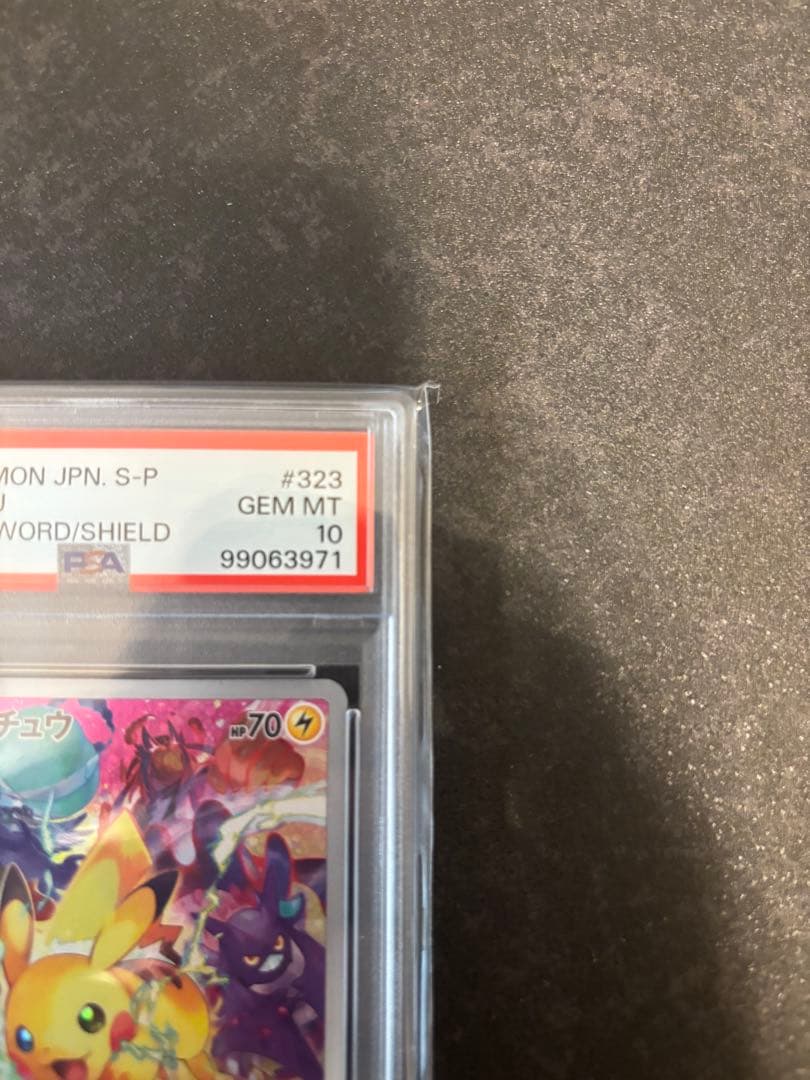 MON JPN. S-P #323
U GEM MT
WORD/SHIELD 10
PSA 99063971
チュウ HP70